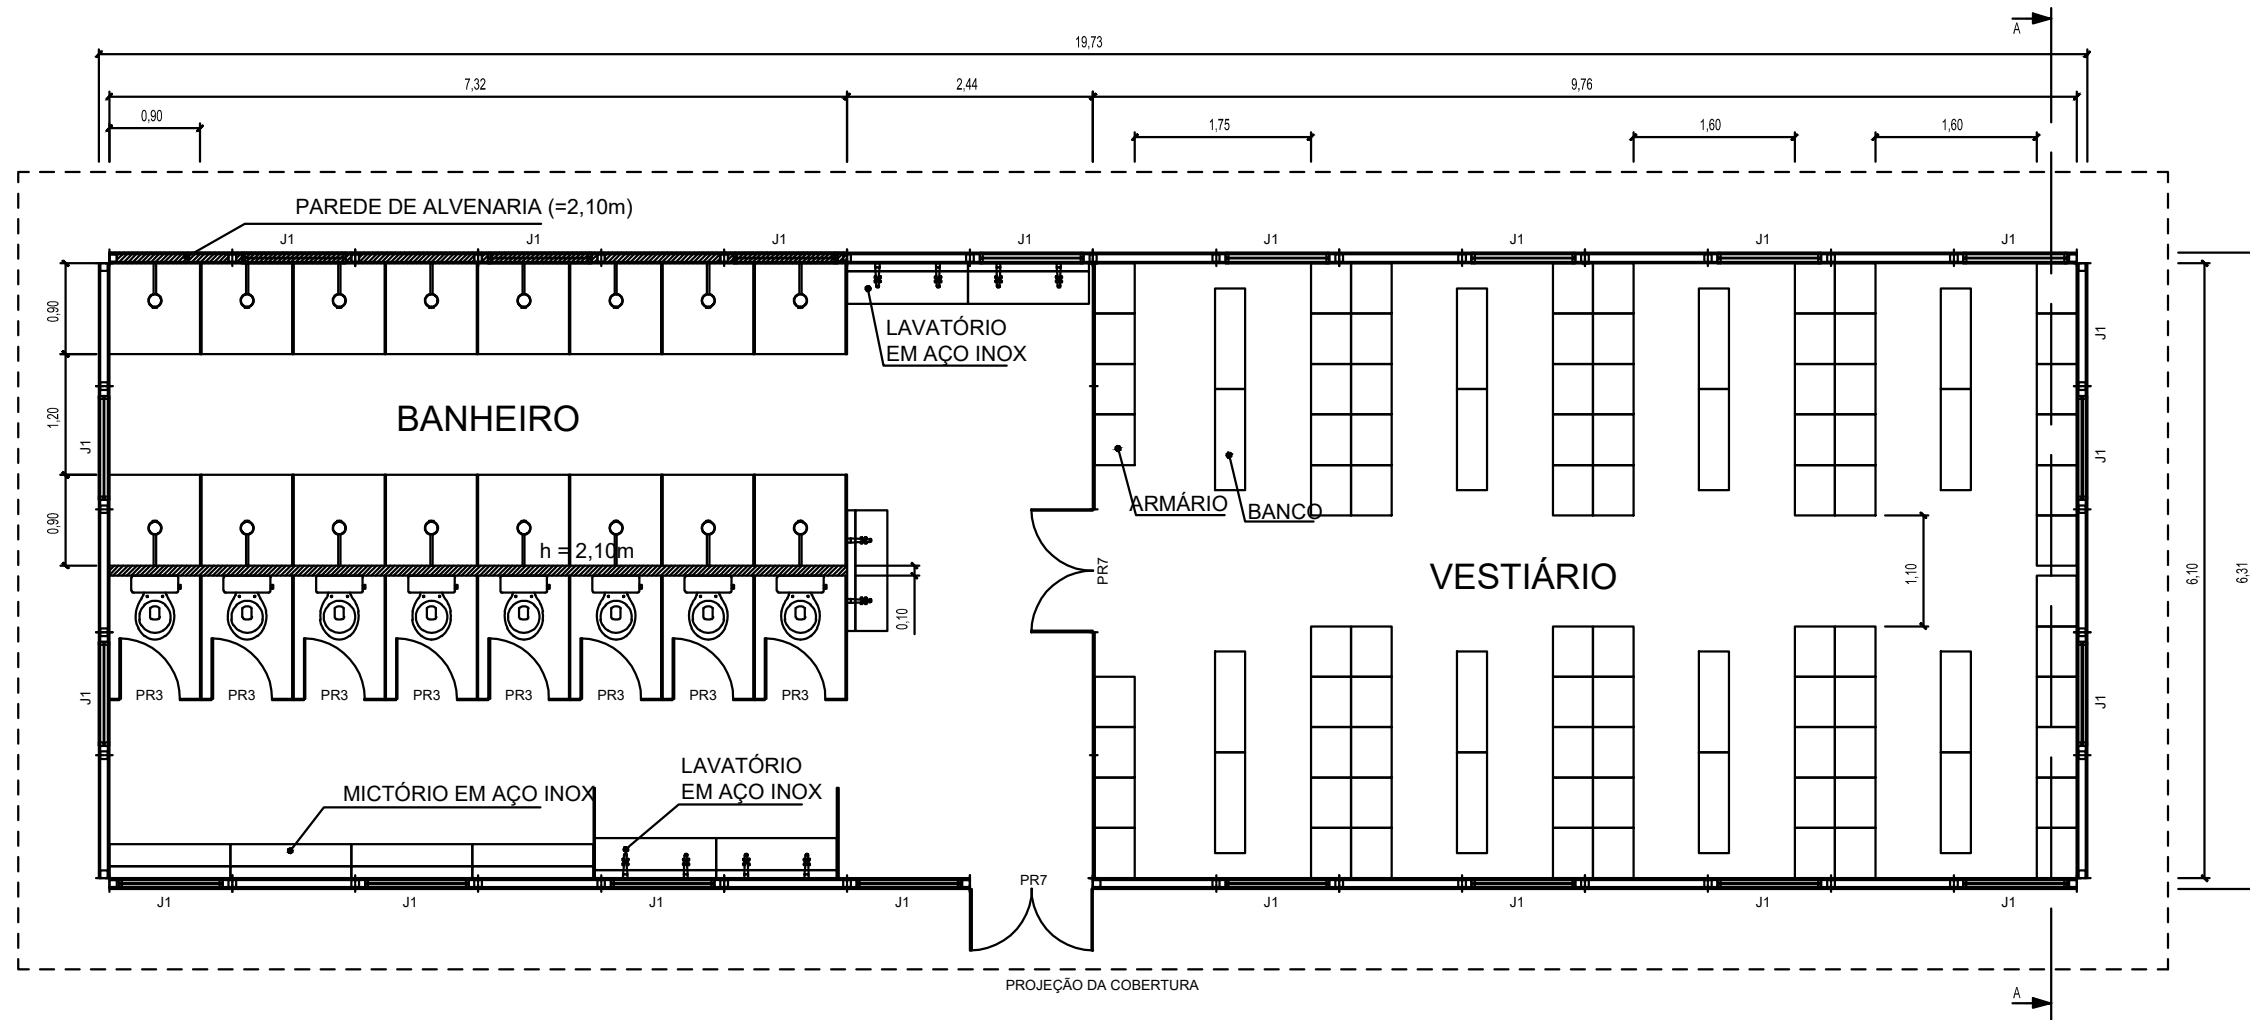 A
19,73
7,32
2,44
9,76
0,90
1,75
1,60
1,60
PAREDE DE ALVENARIA (=2,10m)
J1
J1
J1
J1
J1
J1
J1
J1
0,90
LAVATÓRIO
EM AÇO INOX
J1
1,20
BANHEIRO
J1
J1
0,90
ARMÁRIO
BANCO
h = 2,10m
PR7
VESTIÁRIO
1,10
6,10
6,31
0,10
J1
PR3
PR3
PR3
PR3
PR3
PR3
PR3
PR3
J1
LAVATÓRIO
EM AÇO INOX
MICTÓRIO EM AÇO INOX
PR7
J1
J1
J1
J1
J1
J1
J1
J1
PROJEÇÃO DA COBERTURA
A